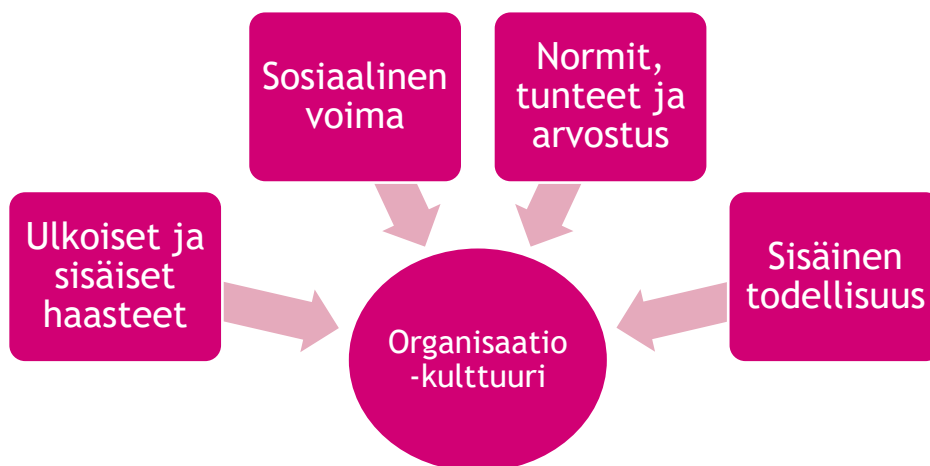 Sosiaalinen
voima
Normit,
tunteet ja
arvostus
Ulkoiset ja
sisäiset
haasteet
Sisäinen
todellisuus
Organisaatio
-kulttuuri